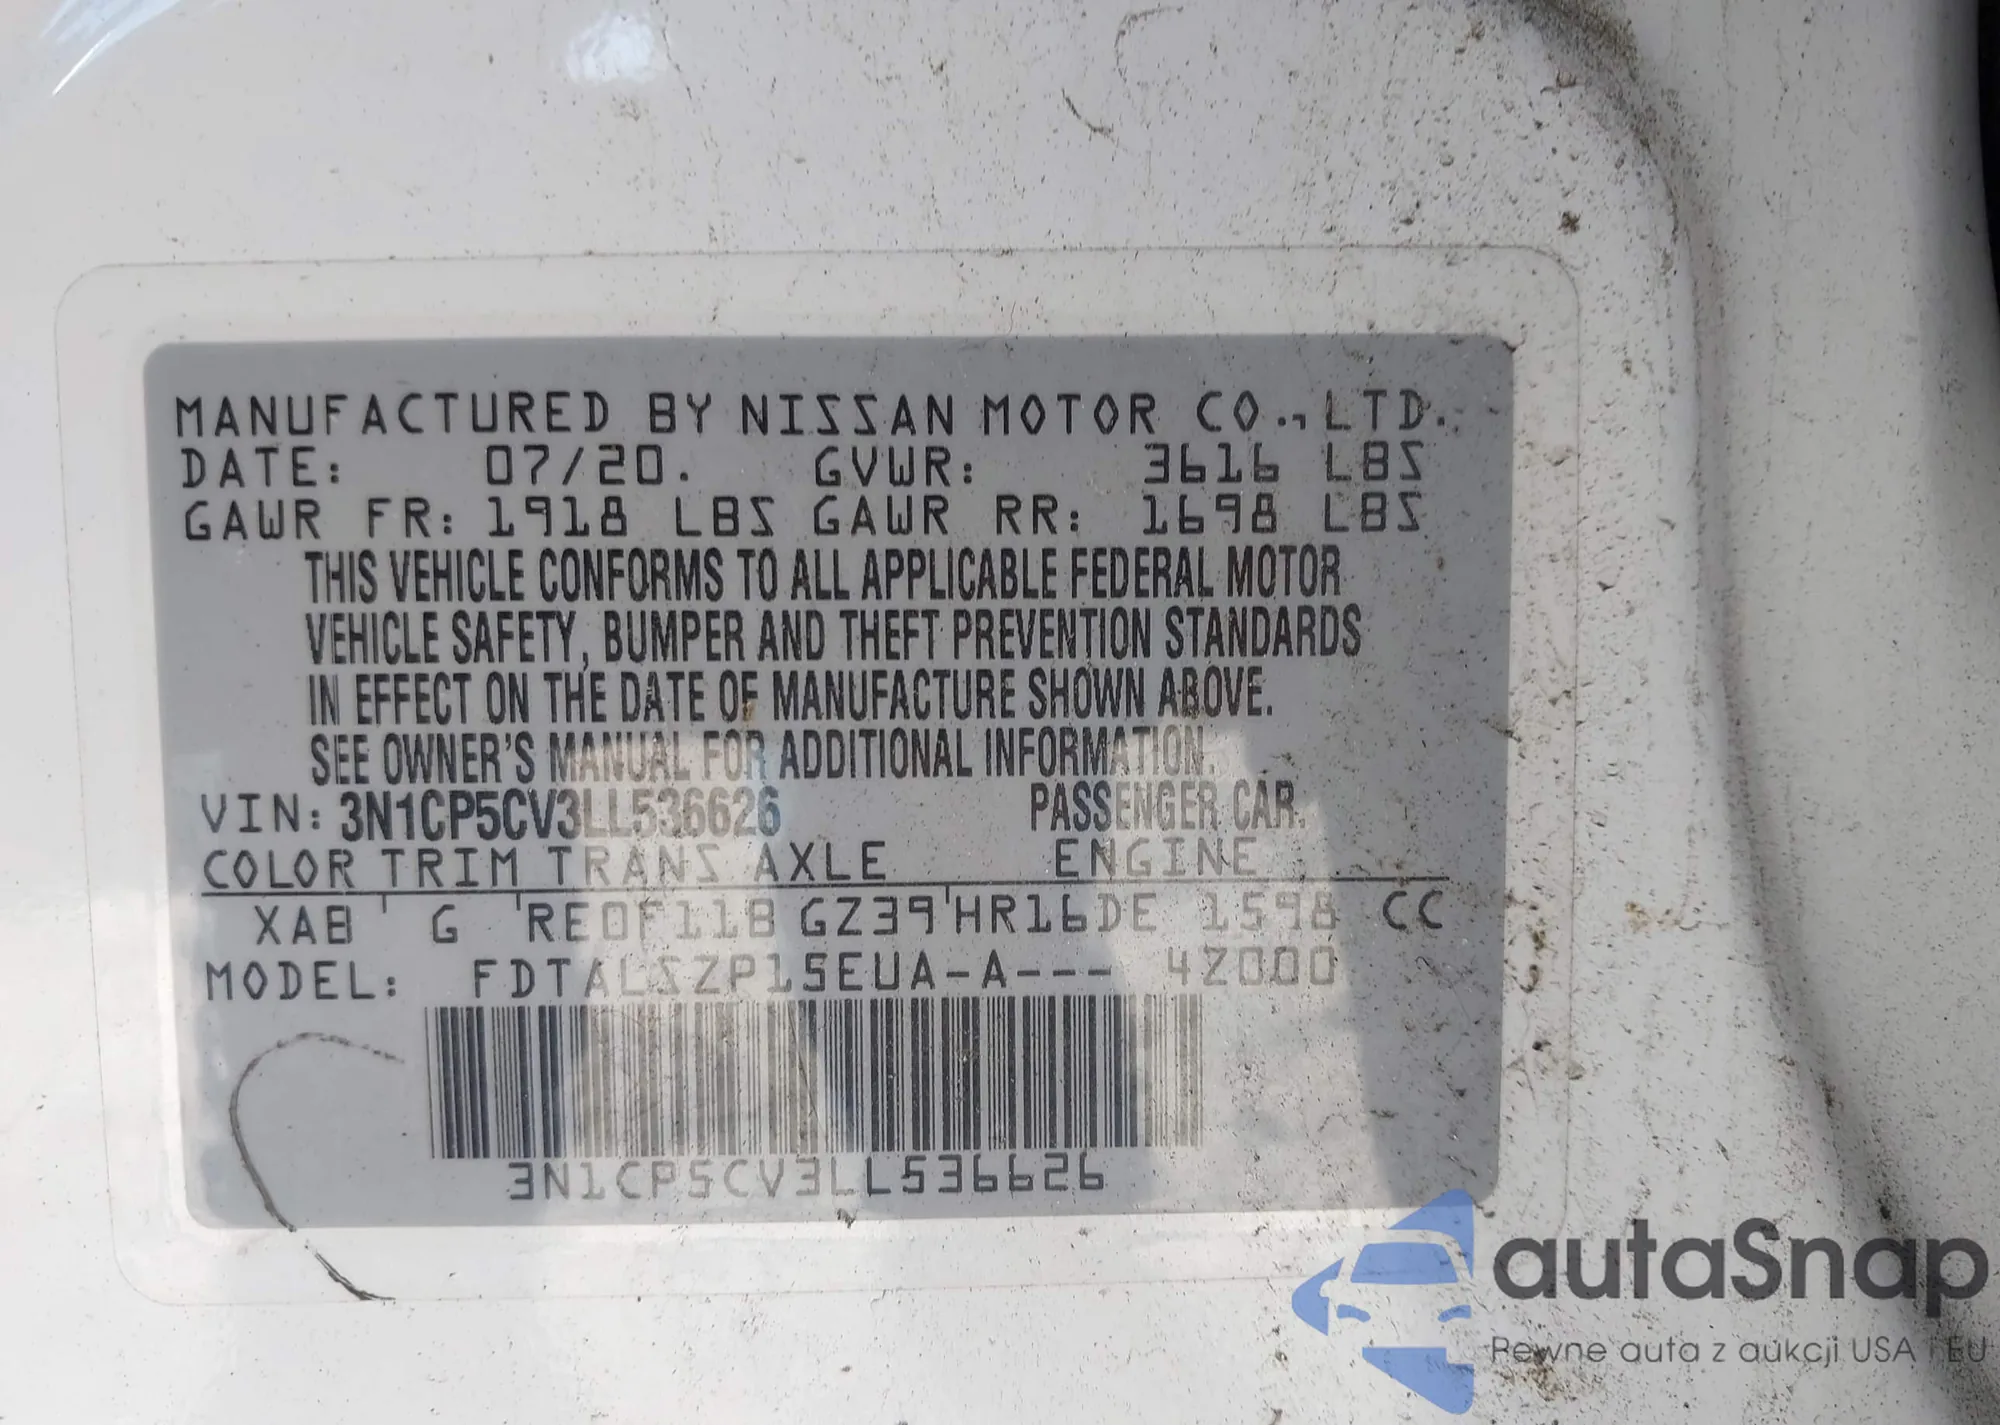 MANUFACTURED BY NISSAN MOTOR CO., LTD.
DATE: 07/20. GVWR: 3616 LBS
GAWR FR: 1918 LBS GAWR RR: 1698 LBS
THIS VEHICLE CONFORMS TO ALL APPLICABLE FEDERAL MOTOR
VEHICLE SAFETY, BUMPER AND THEFT PREVENTION STANDARDS
IN EFFECT ON THE DATE OF MANUFACTURE SHOWN ABOVE.
SEE OWNER'S MANUAL FOR ADDITIONAL INFORMATION.
VIN: 3N1CP5CV3LL536626 PASSENGER CAR.
COLOR TRIM TRANS AXLE ENGINE
XAB G RE0F11B GZ39 HR16DE 1598 CC
MODEL: FDTALSZP15EUA-A--- 4Z000
3N1CP5CV3LL536626
autaSnap
Pewne auta z aukcji USA i EU